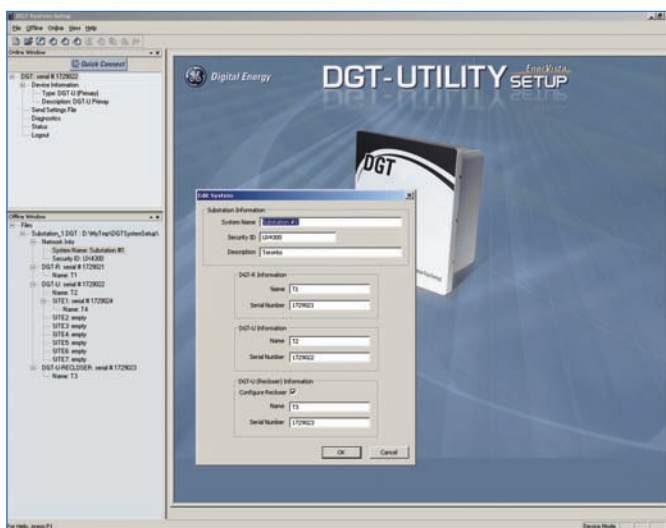 DGT System Setup
File Offline Online View Help
Online Window
Quick Connect
DGT: serial # 1729022
Device Information
Type: DGT-U (Primary)
Description: DGT-U Primay
Send Settings File
Diagnostics
Status
Logout
Offline Window
Files
Substation_1.DGT : D:\MyTmp\DGTSystemSetup\
Network Info
System Name: Substation #1
Security ID: UX4300
DGT-R: serial # 1729021
Name: T1
DGT-U: serial # 1729022
Name: T2
SITE1: serial # 1729024
Name: T4
SITE2: empty
SITE3: empty
SITE4: empty
SITE5: empty
SITE6: empty
SITE7: empty
DGT-U-RECLOSER: serial # 1729023
Name: T3
Digital Energy
DGT-UTILITY
EnerVista
SETUP
DGT
Edit System
Substation Information
System Name Substation #1
Security ID UX4300
Description Toronto
DGT-R Information
Name T1
Serial Number 1729021
DGT-U Information
Name T2
Serial Number 1729022
DGT-U (Recloser) Information
Configure Recloser
Name T3
Serial Number 1729023
OK Cancel
For Help, press F1
Device Mode